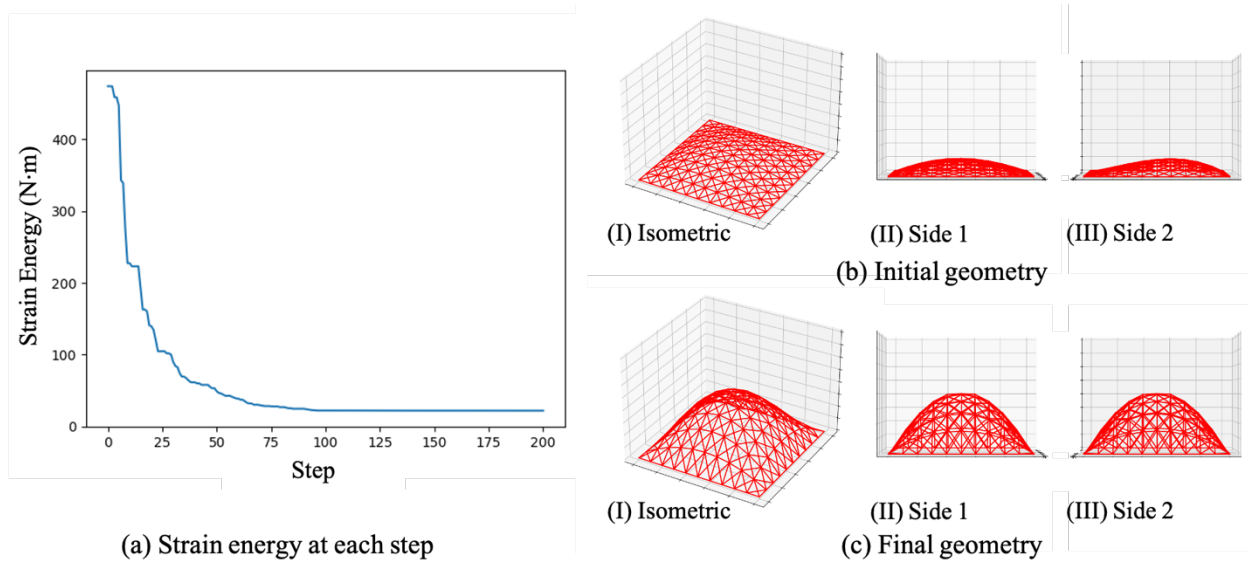 400
300
200
100
0
Strain Energy (N·m)
0 25 50 75 100 125 150 175 200
Step
(a) Strain energy at each step
(I) Isometric
(II) Side 1
(III) Side 2
(b) Initial geometry
(I) Isometric
(II) Side 1
(III) Side 2
(c) Final geometry